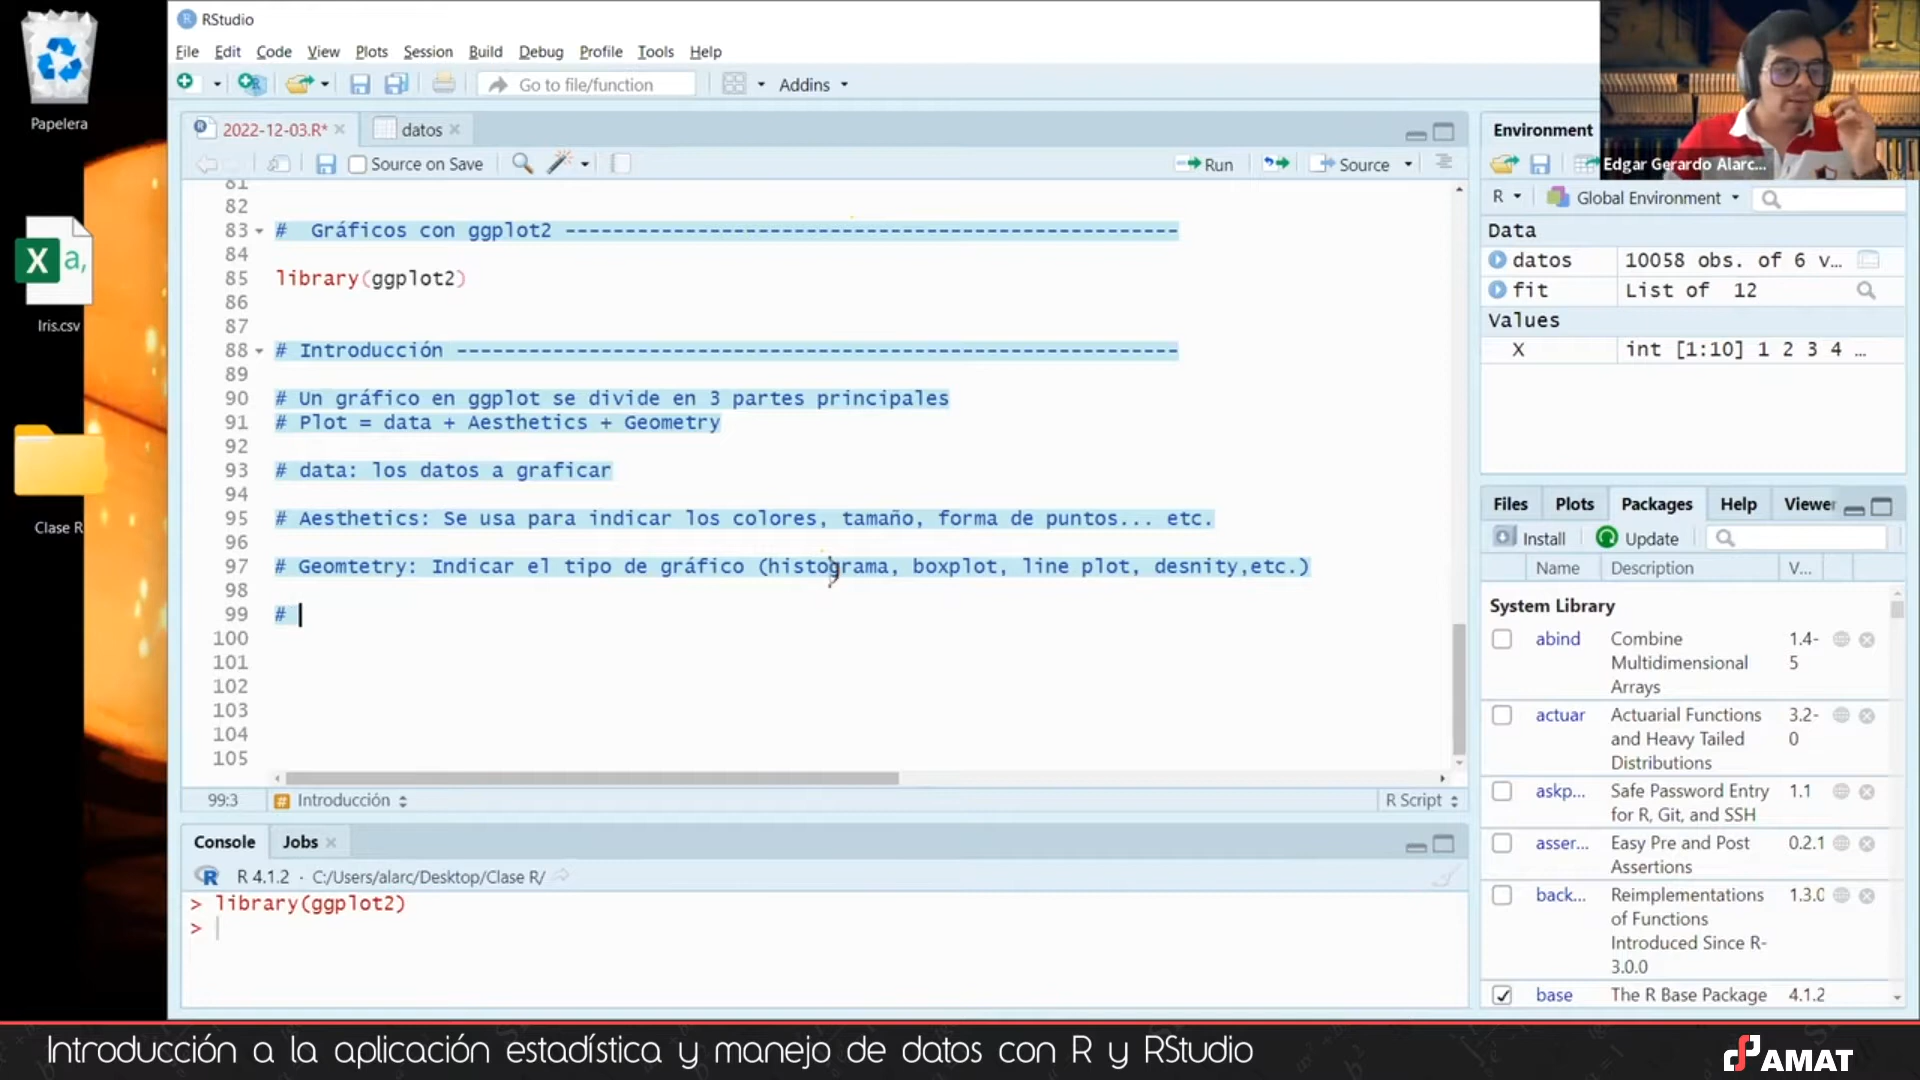 RStudio
File Edit Code View Plots Session Build Debug Profile Tools Help
Go to file/function
Addins
Papelera
Iris.csv
Clase R
2022-12-03.R*
datos
Source on Save
Run
Source
81
82
83 #  Gráficos con ggplot2 ---------------------------------------------------
84
85 library(ggplot2)
86
87
88 # Introducción ------------------------------------------------------------
89
90 # Un gráfico en ggplot se divide en 3 partes principales
91 # Plot = data + Aesthetics + Geometry
92
93 # data: los datos a graficar
94
95 # Aesthetics: Se usa para indicar los colores, tamaño, forma de puntos... etc.
96
97 # Geomtetry: Indicar el tipo de gráfico (histograma, boxplot, line plot, desnity,etc.)
98
99 #
100
101
102
103
104
105
99:3 Introducción R Script
Console Jobs
R 4.1.2 · C:/Users/alarc/Desktop/Clase R/
> library(ggplot2)
>
Edgar Gerardo Alarc...
Environment
R Global Environment
Data
datos 10058 obs. of 6 v...
fit List of 12
Values
X int [1:10] 1 2 3 4 ...
Files Plots Packages Help Viewer
Install Update
Name Description V...
System Library
abind Combine Multidimensional Arrays 1.4-5
actuar Actuarial Functions and Heavy Tailed Distributions 3.2-0
askp... Safe Password Entry for R, Git, and SSH 1.1
asser... Easy Pre and Post Assertions 0.2.1
back... Reimplementations of Functions Introduced Since R-3.0.0 1.3.0
base The R Base Package 4.1.2
Introducción a la aplicación estadística y manejo de datos con R y RStudio
AMAT